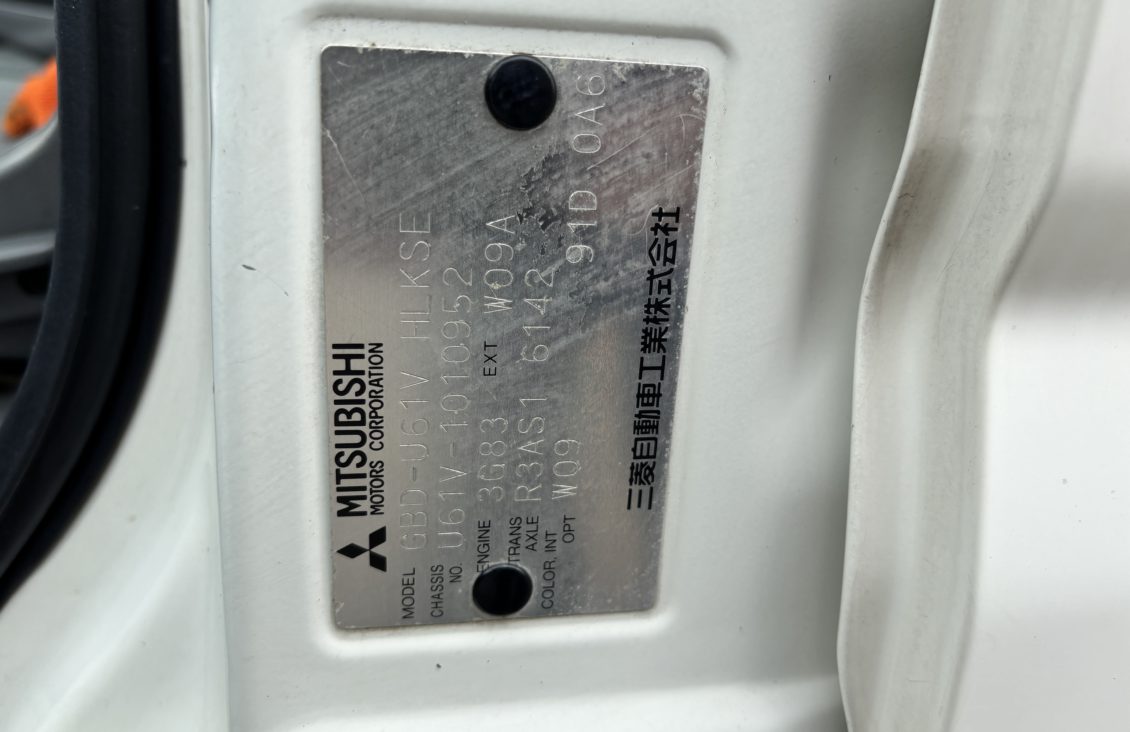 MITSUBISHI
MOTORS CORPORATION
MODEL GBD-U61V HLKSE
CHASSIS NO. U61V-1010952
ENGINE 3G83 EXT W09A
TRANS AXLE R3AS1 6142
COLOR, INT OPT W09 91D 0A6
三菱自動車工業株式会社